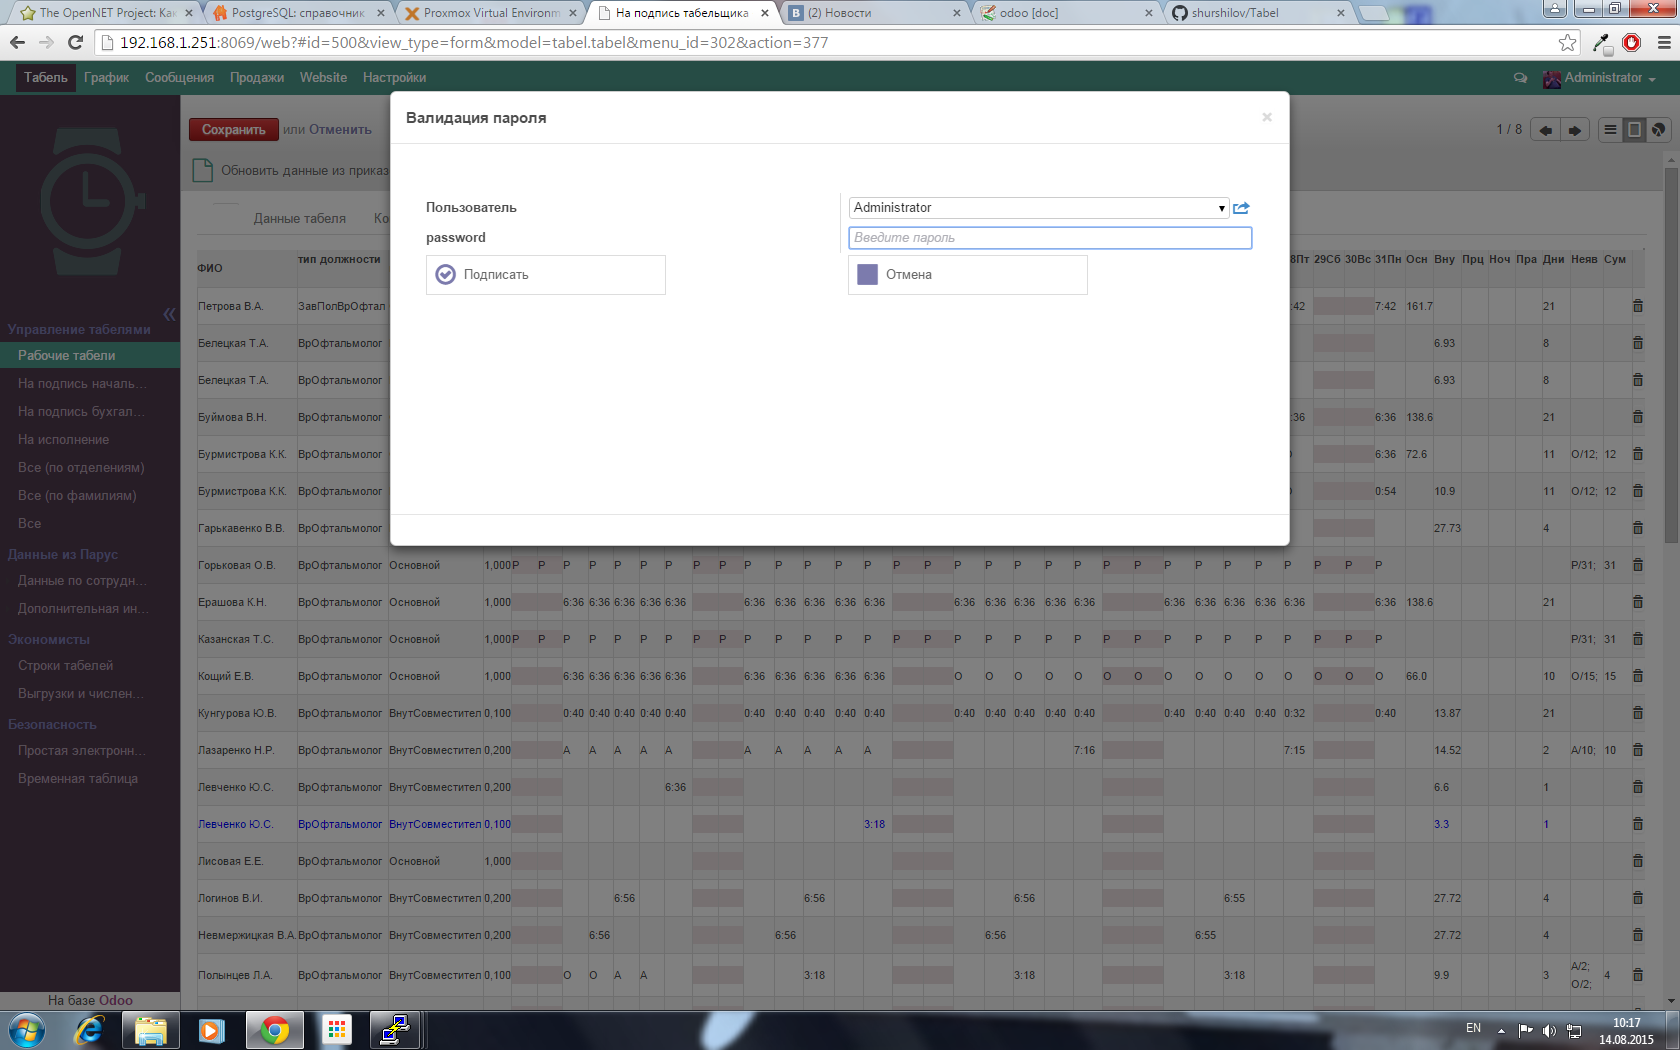 The OpenNET Project: Как
PostgreSQL: справочник
Proxmox Virtual Environm
На подпись табельщика
(2) Новости
odoo [doc]
shurshilov/Tabel
192.168.1.251:8069/web?#id=500&view_type=form&model=tabel.tabel&menu_id=302&action=377
Табель График Сообщения Продажи Website Настройки
Administrator
Валидация пароля
×
Сохранить или Отменить
1 / 8
Обновить данные из приказ
Пользователь
Administrator
password
Введите пароль
Подписать
Отмена
Данные табеля
Ко
ФИО тип должности 8Пт 29Сб 30Вс 31Пн Осн Вну Прц Ноч Пра Дни Неяв Сум
Петрова В.А. ЗавПолВрОфтал :42 7:42 161.7 21
Белецкая Т.А. ВрОфтальмолог 6.93 8
Белецкая Т.А. ВрОфтальмолог 6.93 8
Буймова В.Н. ВрОфтальмолог :36 6:36 138.6 21
Бурмистрова К.К. ВрОфтальмолог 6:36 72.6 11 О/12; 12
Бурмистрова К.К. ВрОфтальмолог 0:54 10.9 11 О/12; 12
Гарькавенко В.В. ВрОфтальмолог 27.73 4
Горьковая О.В. ВрОфтальмолог Основной 1,000 Р Р Р Р Р Р Р Р Р Р Р Р Р Р Р Р Р Р Р Р Р Р Р Р Р Р Р Р Р Р Р Р/31; 31
Ерашова К.Н. ВрОфтальмолог Основной 1,000 6:36 6:36 6:36 6:36 6:36 6:36 6:36 6:36 6:36 6:36 6:36 6:36 6:36 6:36 6:36 6:36 6:36 6:36 6:36 6:36 6:36 138.6 21
Казанская Т.С. ВрОфтальмолог Основной 1,000 Р Р Р Р Р Р Р Р Р Р Р Р Р Р Р Р Р Р Р Р Р Р Р Р Р Р Р Р Р Р Р Р/31; 31
Кощий Е.В. ВрОфтальмолог Основной 1,000 6:36 6:36 6:36 6:36 6:36 6:36 6:36 6:36 6:36 6:36 О О О О О О О О О О О О О О О 66.0 10 О/15; 15
Кунгурова Ю.В. ВрОфтальмолог ВнутСовместител 0,100 0:40 0:40 0:40 0:40 0:40 0:40 0:40 0:40 0:40 0:40 0:40 0:40 0:40 0:40 0:40 0:40 0:40 0:40 0:40 0:32 0:40 13.87 21
Лазаренко Н.Р. ВрОфтальмолог ВнутСовместител 0,200 А А А А А А А А А А 7:16 7:15 14.52 2 А/10; 10
Левченко Ю.С. ВрОфтальмолог ВнутСовместител 0,200 6:36 6.6 1
Левченко Ю.С. ВрОфтальмолог ВнутСовместител 0,100 3:18 3.3 1
Лисовая Е.Е. ВрОфтальмолог Основной 1,000
Логинов В.И. ВрОфтальмолог ВнутСовместител 0,200 6:56 6:56 6:56 6:55 27.72 4
Невмержицкая В.А. ВрОфтальмолог ВнутСовместител 0,200 6:56 6:56 6:56 6:55 27.72 4
Полынцев Л.А. ВрОфтальмолог ВнутСовместител 0,100 О О А А 3:18 3:18 3:18 9.9 3 А/2; О/2; 4
Управление табелями
Рабочие табели
На подпись началь...
На подпись бухгал...
На исполнение
Все (по отделениям)
Все (по фамилиям)
Все
Данные из Парус
Данные по сотрудн...
Дополнительная ин...
Экономисты
Строки табелей
Выгрузки и числен...
Безопасность
Простая электронн...
Временная таблица
На базе Odoo
EN
10:17
14.08.2015